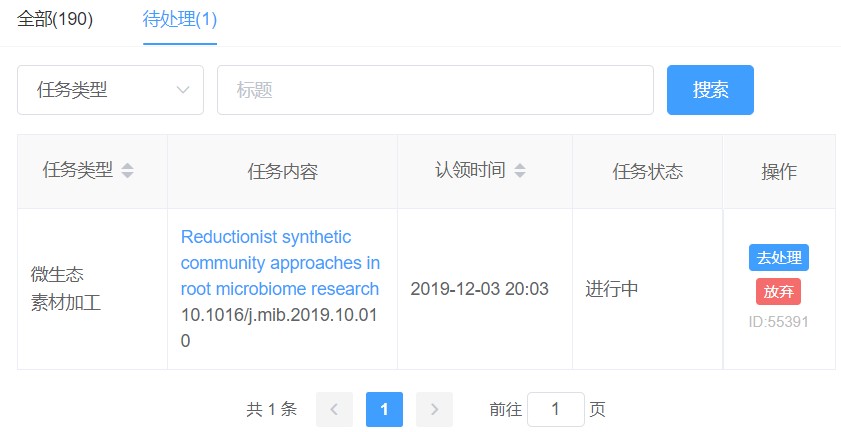 全部(190) 待处理(1)
任务类型 标题 搜索
任务类型 任务内容 认领时间 任务状态 操作
微生态
素材加工
Reductionist synthetic
community approaches in
root microbiome research
10.1016/j.mib.2019.10.01
0
2019-12-03 20:03
进行中
去处理
放弃
ID:55391
共 1 条 1 前往 1 页